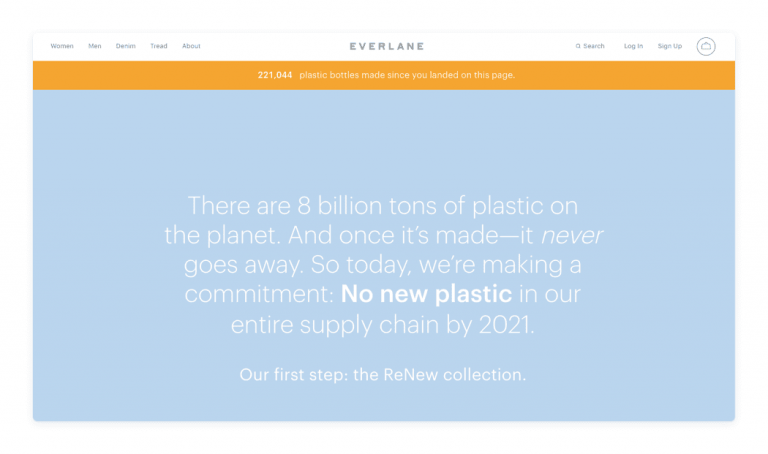 Women Men Denim Tread About EVERLANE Search Log In Sign Up
221,044 plastic bottles made since you landed on this page.
There are 8 billion tons of plastic on
the planet. And once it's made—it never
goes away. So today, we're making a
commitment: No new plastic in our
entire supply chain by 2021.
Our first step: the ReNew collection.